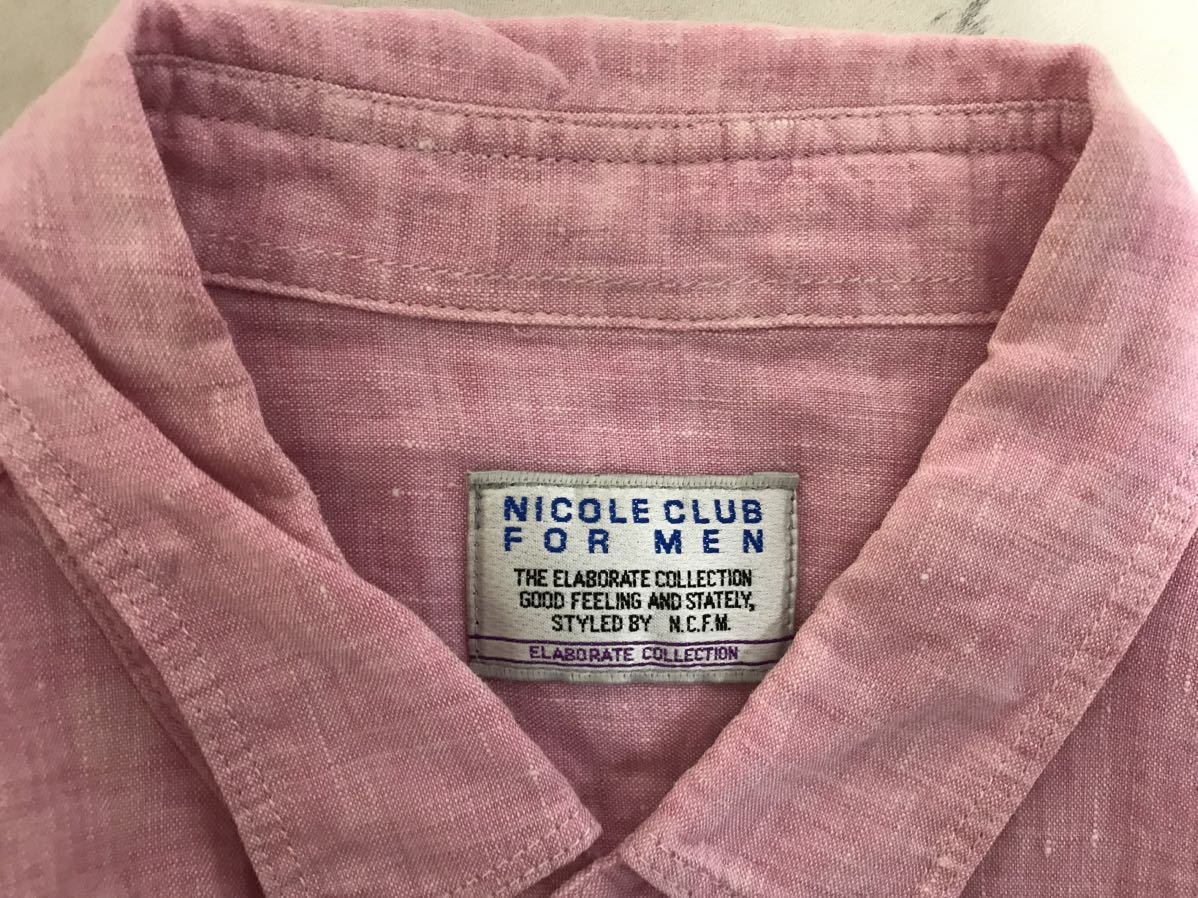 NICOLE CLUB
FOR MEN
THE ELABORATE COLLECTION
GOOD FEELING AND STATELY,
STYLED BY N.C.F.M.
ELABORATE COLLECTION